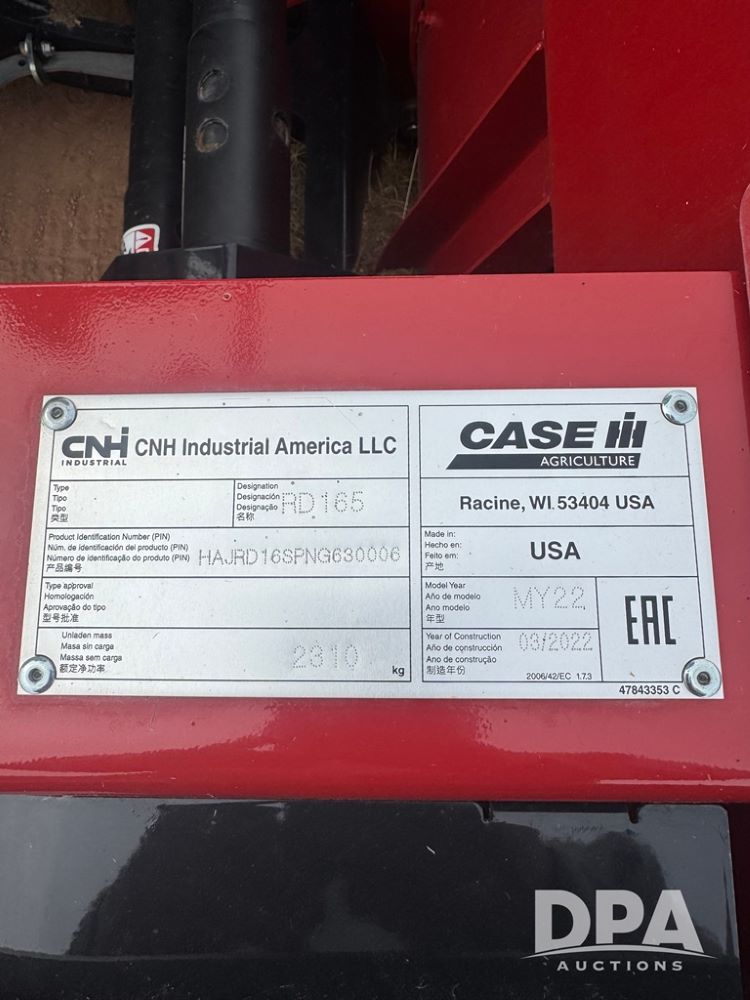 CNH
INDUSTRIAL
CNH Industrial America LLC
Type
Tipo
Tipo
类型
Designation
Designación
Designação
名称
RD165
Product Identification Number (PIN)
Núm. de identificación del producto (PIN)
Número de identificação do produto (PIN)
产品编号
HAJRD16SPNG630006
Type approval
Homologación
Aprovação do tipo
型号批准
Unladen mass
Masa sin carga
Massa sem carga
额定净功率
2310
kg
CASE IH
AGRICULTURE
Racine, WI 53404 USA
Made in:
Hecho en:
Feito em:
产地
USA
Model Year
Año de modelo
Ano modelo
年型
MY22
Year of Construction
Año de construcción
Ano de construção
制造年份
03/2022
2006/42/EC 1.7.3
EAC
47843353 C
DPA
AUCTIONS